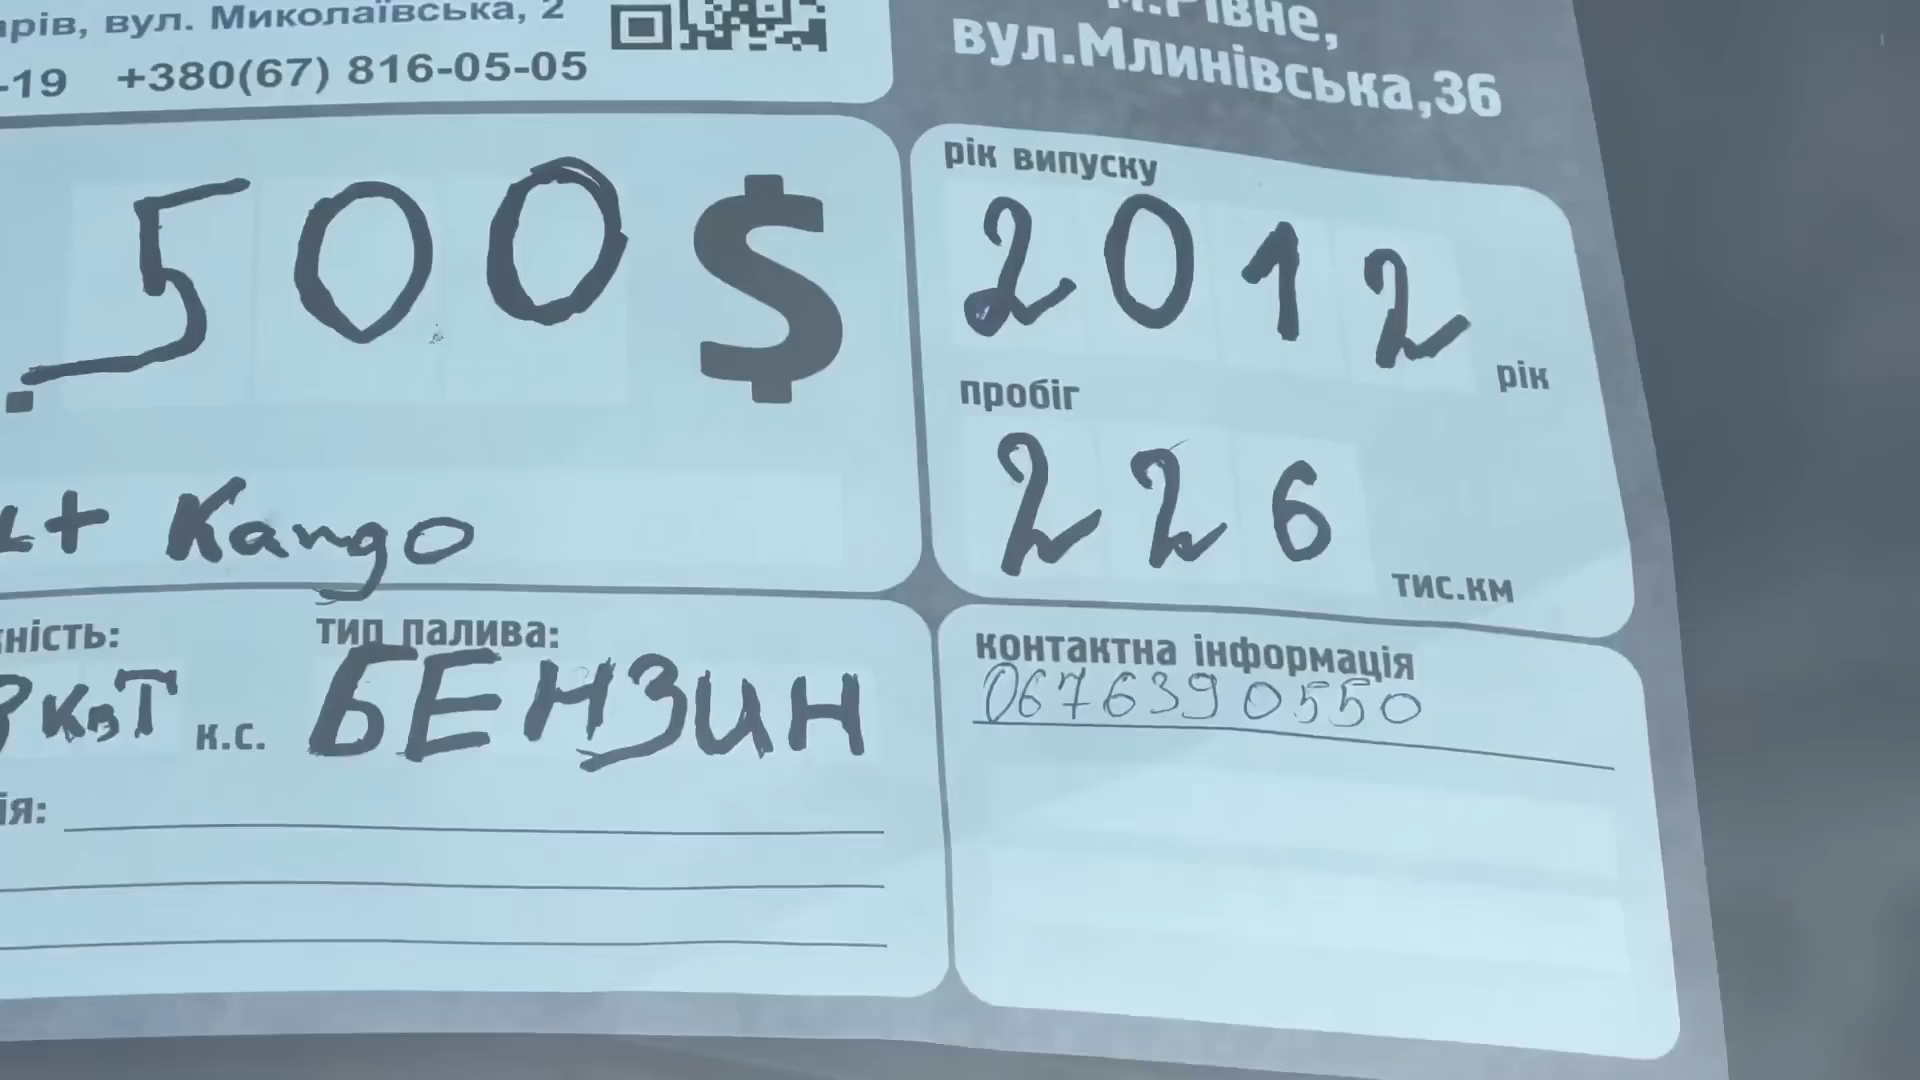 вул. Миколаївська, 2
-19 +380(67) 816-05-05
м.Рівне,
вул.Млинівська,36
.500$
Kango
рік випуску
2012 рік
пробіг
226 тис.км
тип палива:
кВт к.с. БЕНЗИН
контактна інформація
0676390550